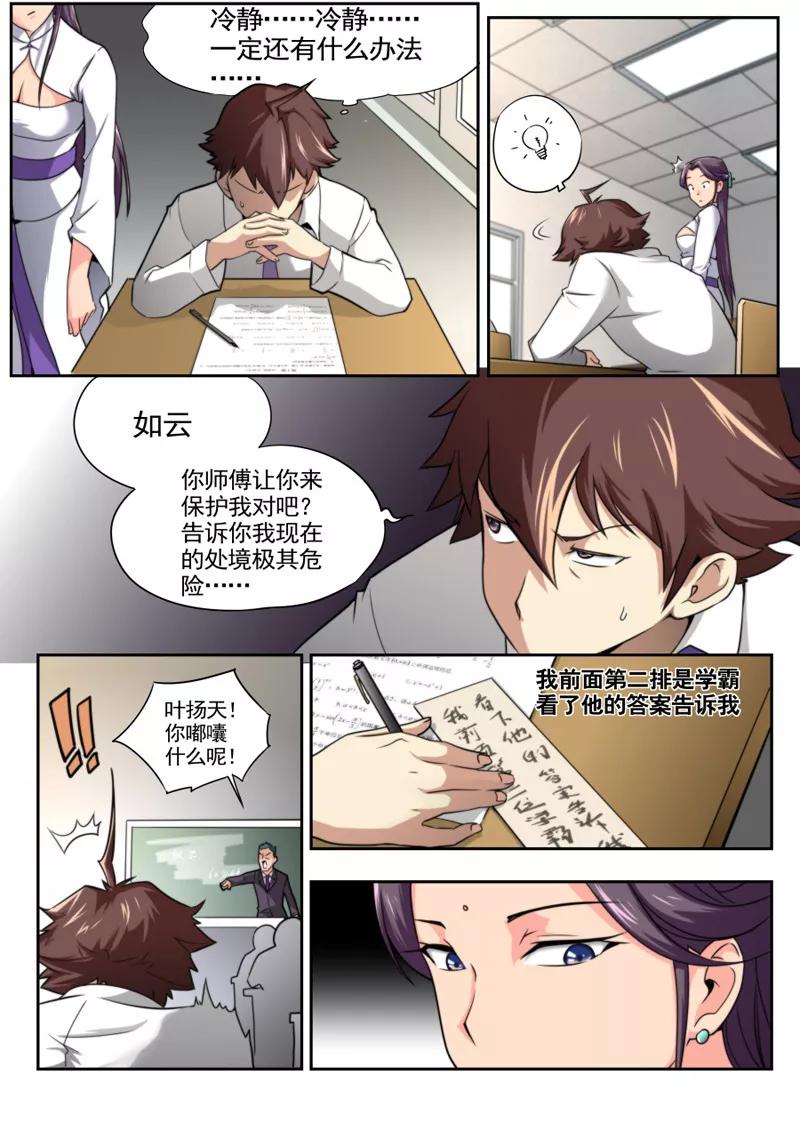 冷静……冷静……
一定还有什么办法
……
如云
你师傅让你来
保护我对吧？
告诉你我现在
的处境极其危
险……
叶扬天！
你嘟囔
什么呢！
我前面第二排是学霸
看了他的答案告诉我